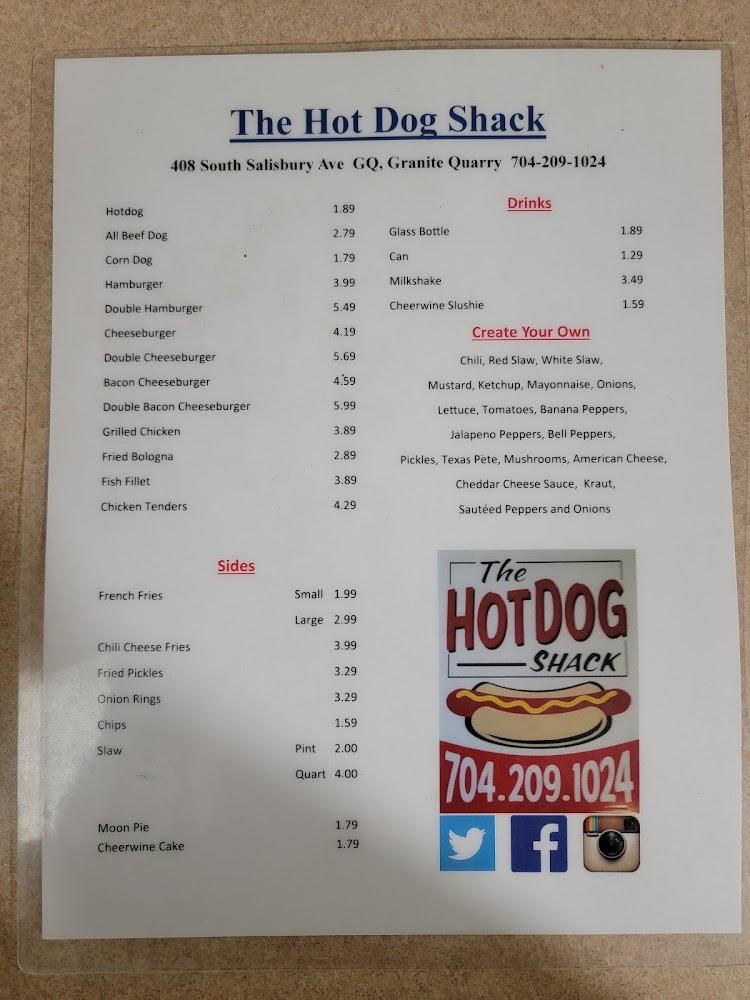 The Hot Dog Shack
408 South Salisbury Ave GQ, Granite Quarry 704-209-1024
Hotdog 1.89
All Beef Dog 2.79
Corn Dog 1.79
Hamburger 3.99
Double Hamburger 5.49
Cheeseburger 4.19
Double Cheeseburger 5.69
Bacon Cheeseburger 4.59
Double Bacon Cheeseburger 5.99
Grilled Chicken 3.89
Fried Bologna 2.89
Fish Fillet 3.89
Chicken Tenders 4.29
Sides
French Fries Small 1.99
Large 2.99
Chili Cheese Fries 3.99
Fried Pickles 3.29
Onion Rings 3.29
Chips 1.59
Slaw Pint 2.00
Quart 4.00
Moon Pie 1.79
Cheerwine Cake 1.79
Drinks
Glass Bottle 1.89
Can 1.29
Milkshake 3.49
Cheerwine Slushie 1.59
Create Your Own
Chili, Red Slaw, White Slaw,
Mustard, Ketchup, Mayonnaise, Onions,
Lettuce, Tomatoes, Banana Peppers,
Jalapeno Peppers, Bell Peppers,
Pickles, Texas Pete, Mushrooms, American Cheese,
Cheddar Cheese Sauce, Kraut,
Sautéed Peppers and Onions
The
HOT DOG
SHACK
704.209.1024